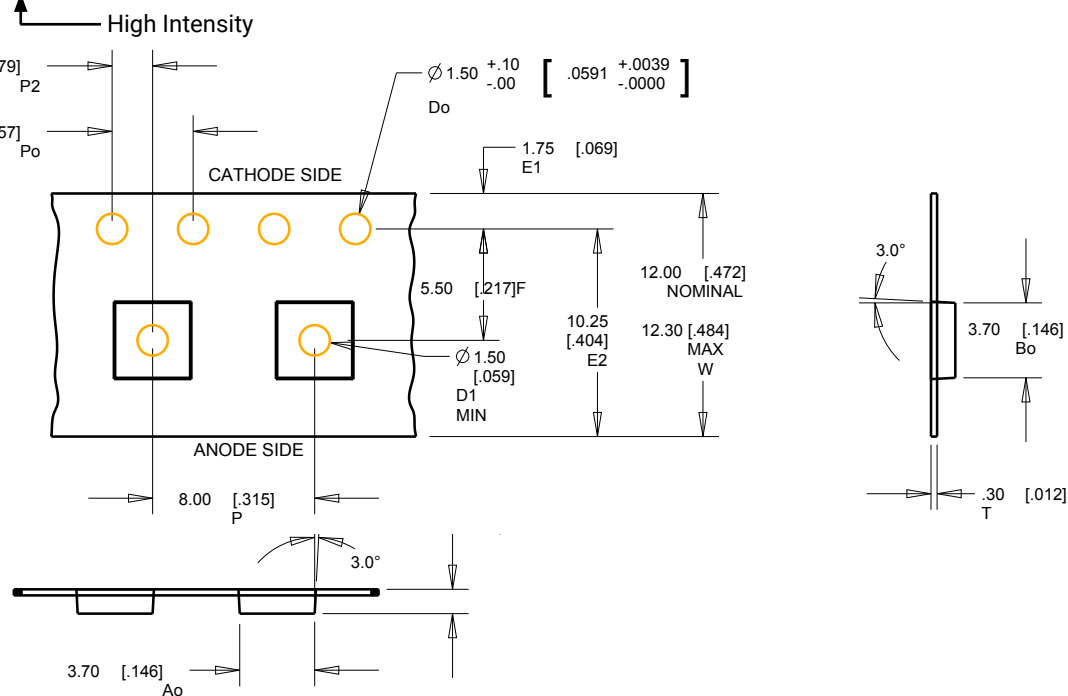 High Intensity
79]
P2
Ø 1.50 +.10 -.00 [ .0591 +.0039 -.0000 ]
Do
57]
Po
1.75 [.069]
E1
CATHODE SIDE
3.0°
5.50 [.217]F
12.00 [.472]
NOMINAL
10.25
[.404]
E2
12.30 [.484]
MAX
W
3.70 [.146]
Bo
Ø 1.50
[.059]
D1
MIN
ANODE SIDE
8.00 [.315]
P
.30 [.012]
T
3.0°
3.70 [.146]
Ao